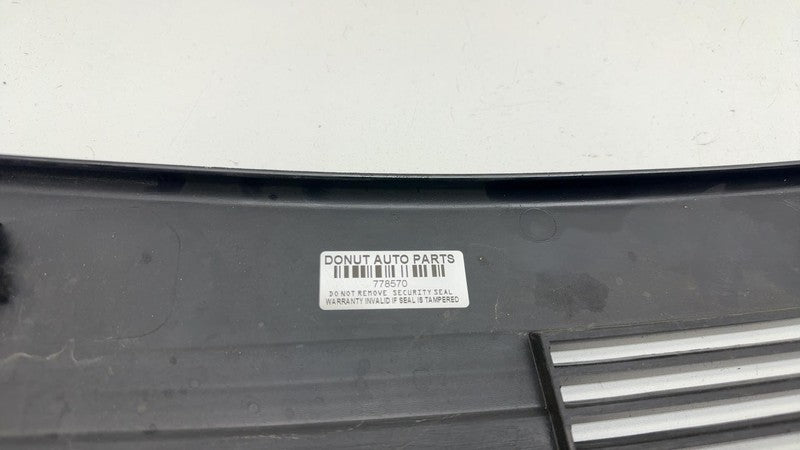 DONUT AUTO PARTS
778570
DO NOT REMOVE SECURITY SEAL
WARRANTY INVALID IF SEAL IS TAMPERED